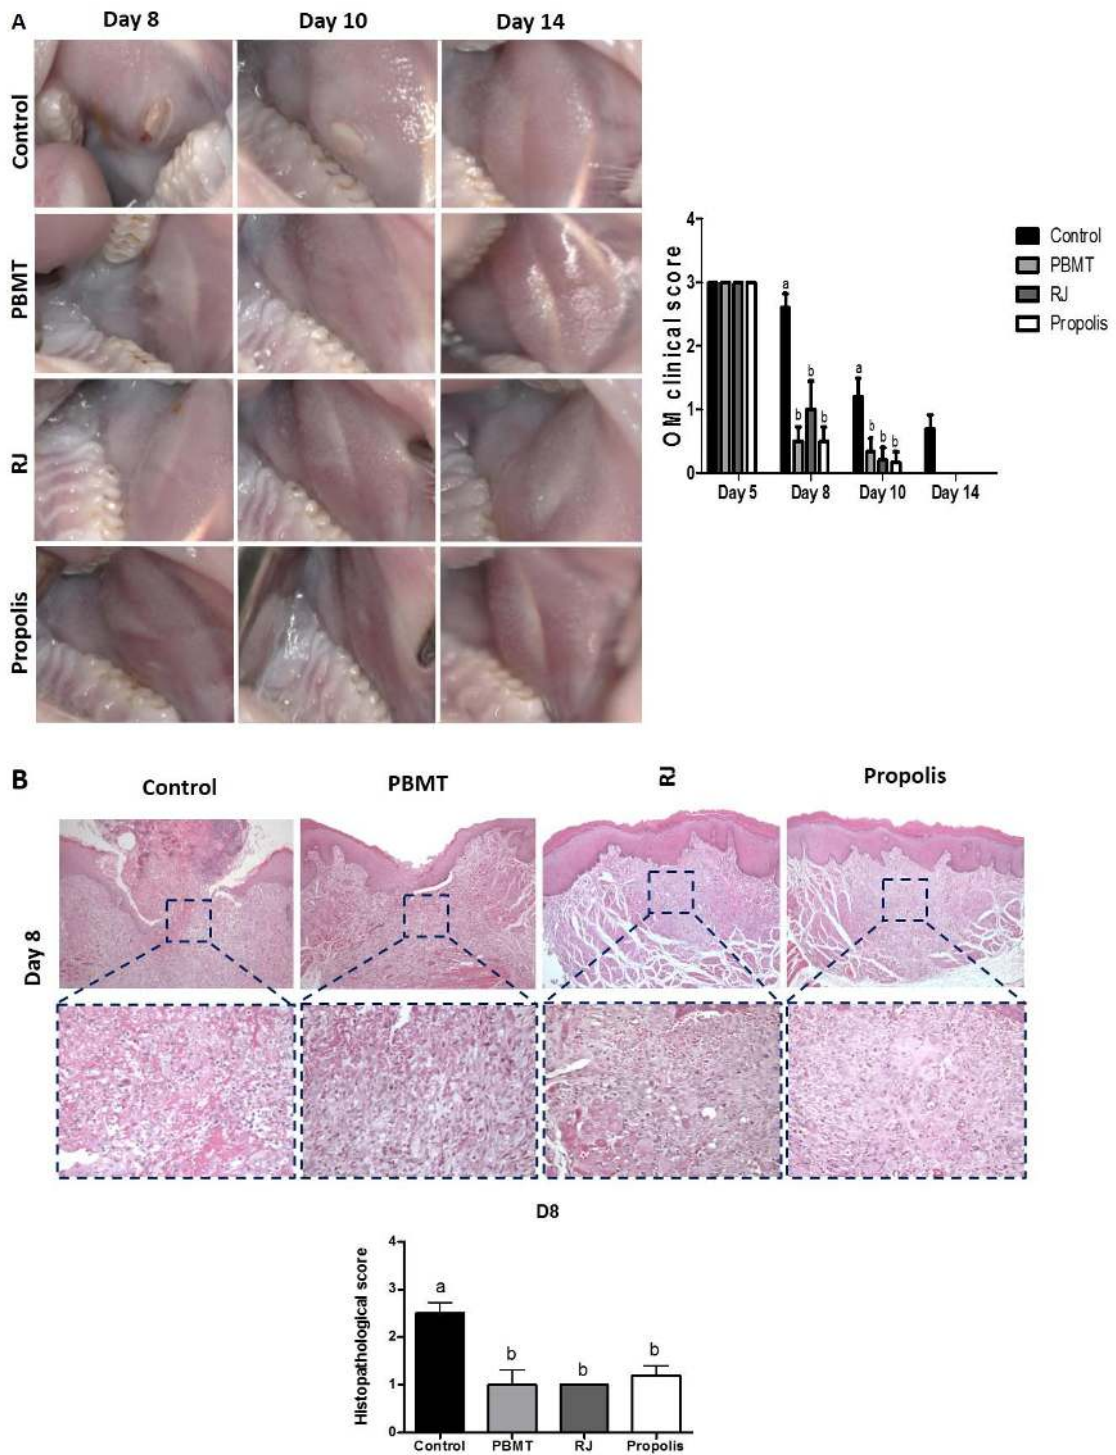 A
Day 8 Day 10 Day 14
Control
PBMT
RJ
Propolis
OM clinical score
4
3
2
1
0
a
b
b
b
a
b
b
b
Day 5 Day 8 Day 10 Day 14
Control
PBMT
RJ
Propolis
B
Control PBMT RJ Propolis
Day 8
D8
Histopathological score
4
3
2
1
0
a
b
b
b
Control PBMT RJ Propolis